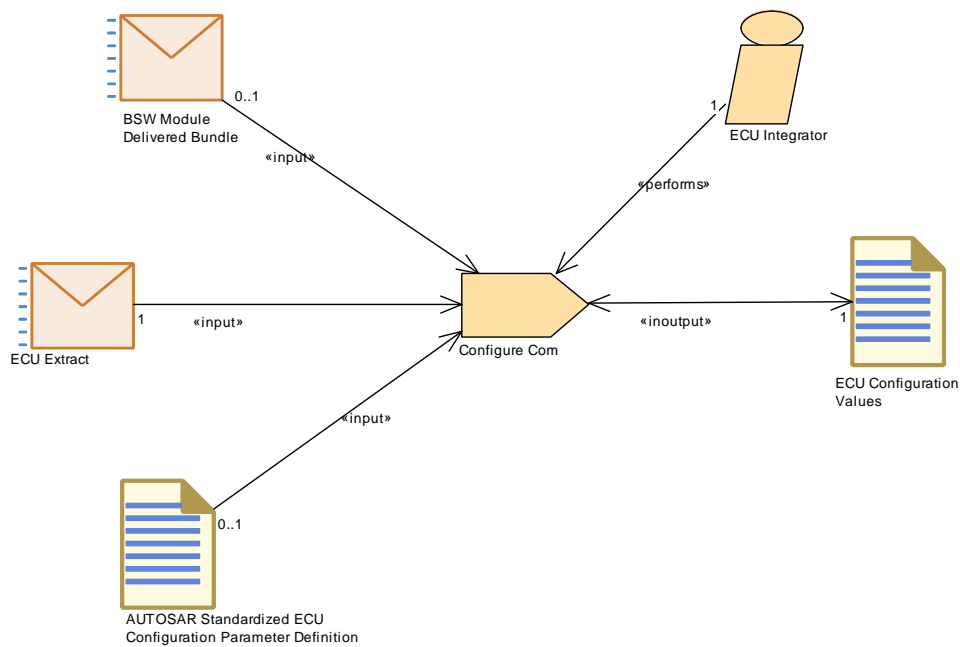 0..1
BSW Module
Delivered Bundle
«input»
1
ECU Integrator
«performs»
1
«input»
ECU Extract
Configure Com
«inoutput»
1
ECU Configuration
Values
«input»
0..1
AUTOSAR Standardized ECU
Configuration Parameter Definition